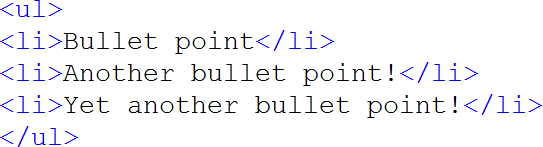 <ul>
<li>Bullet point</li>
<li>Another bullet point!</li>
<li>Yet another bullet point!</li>
</ul>